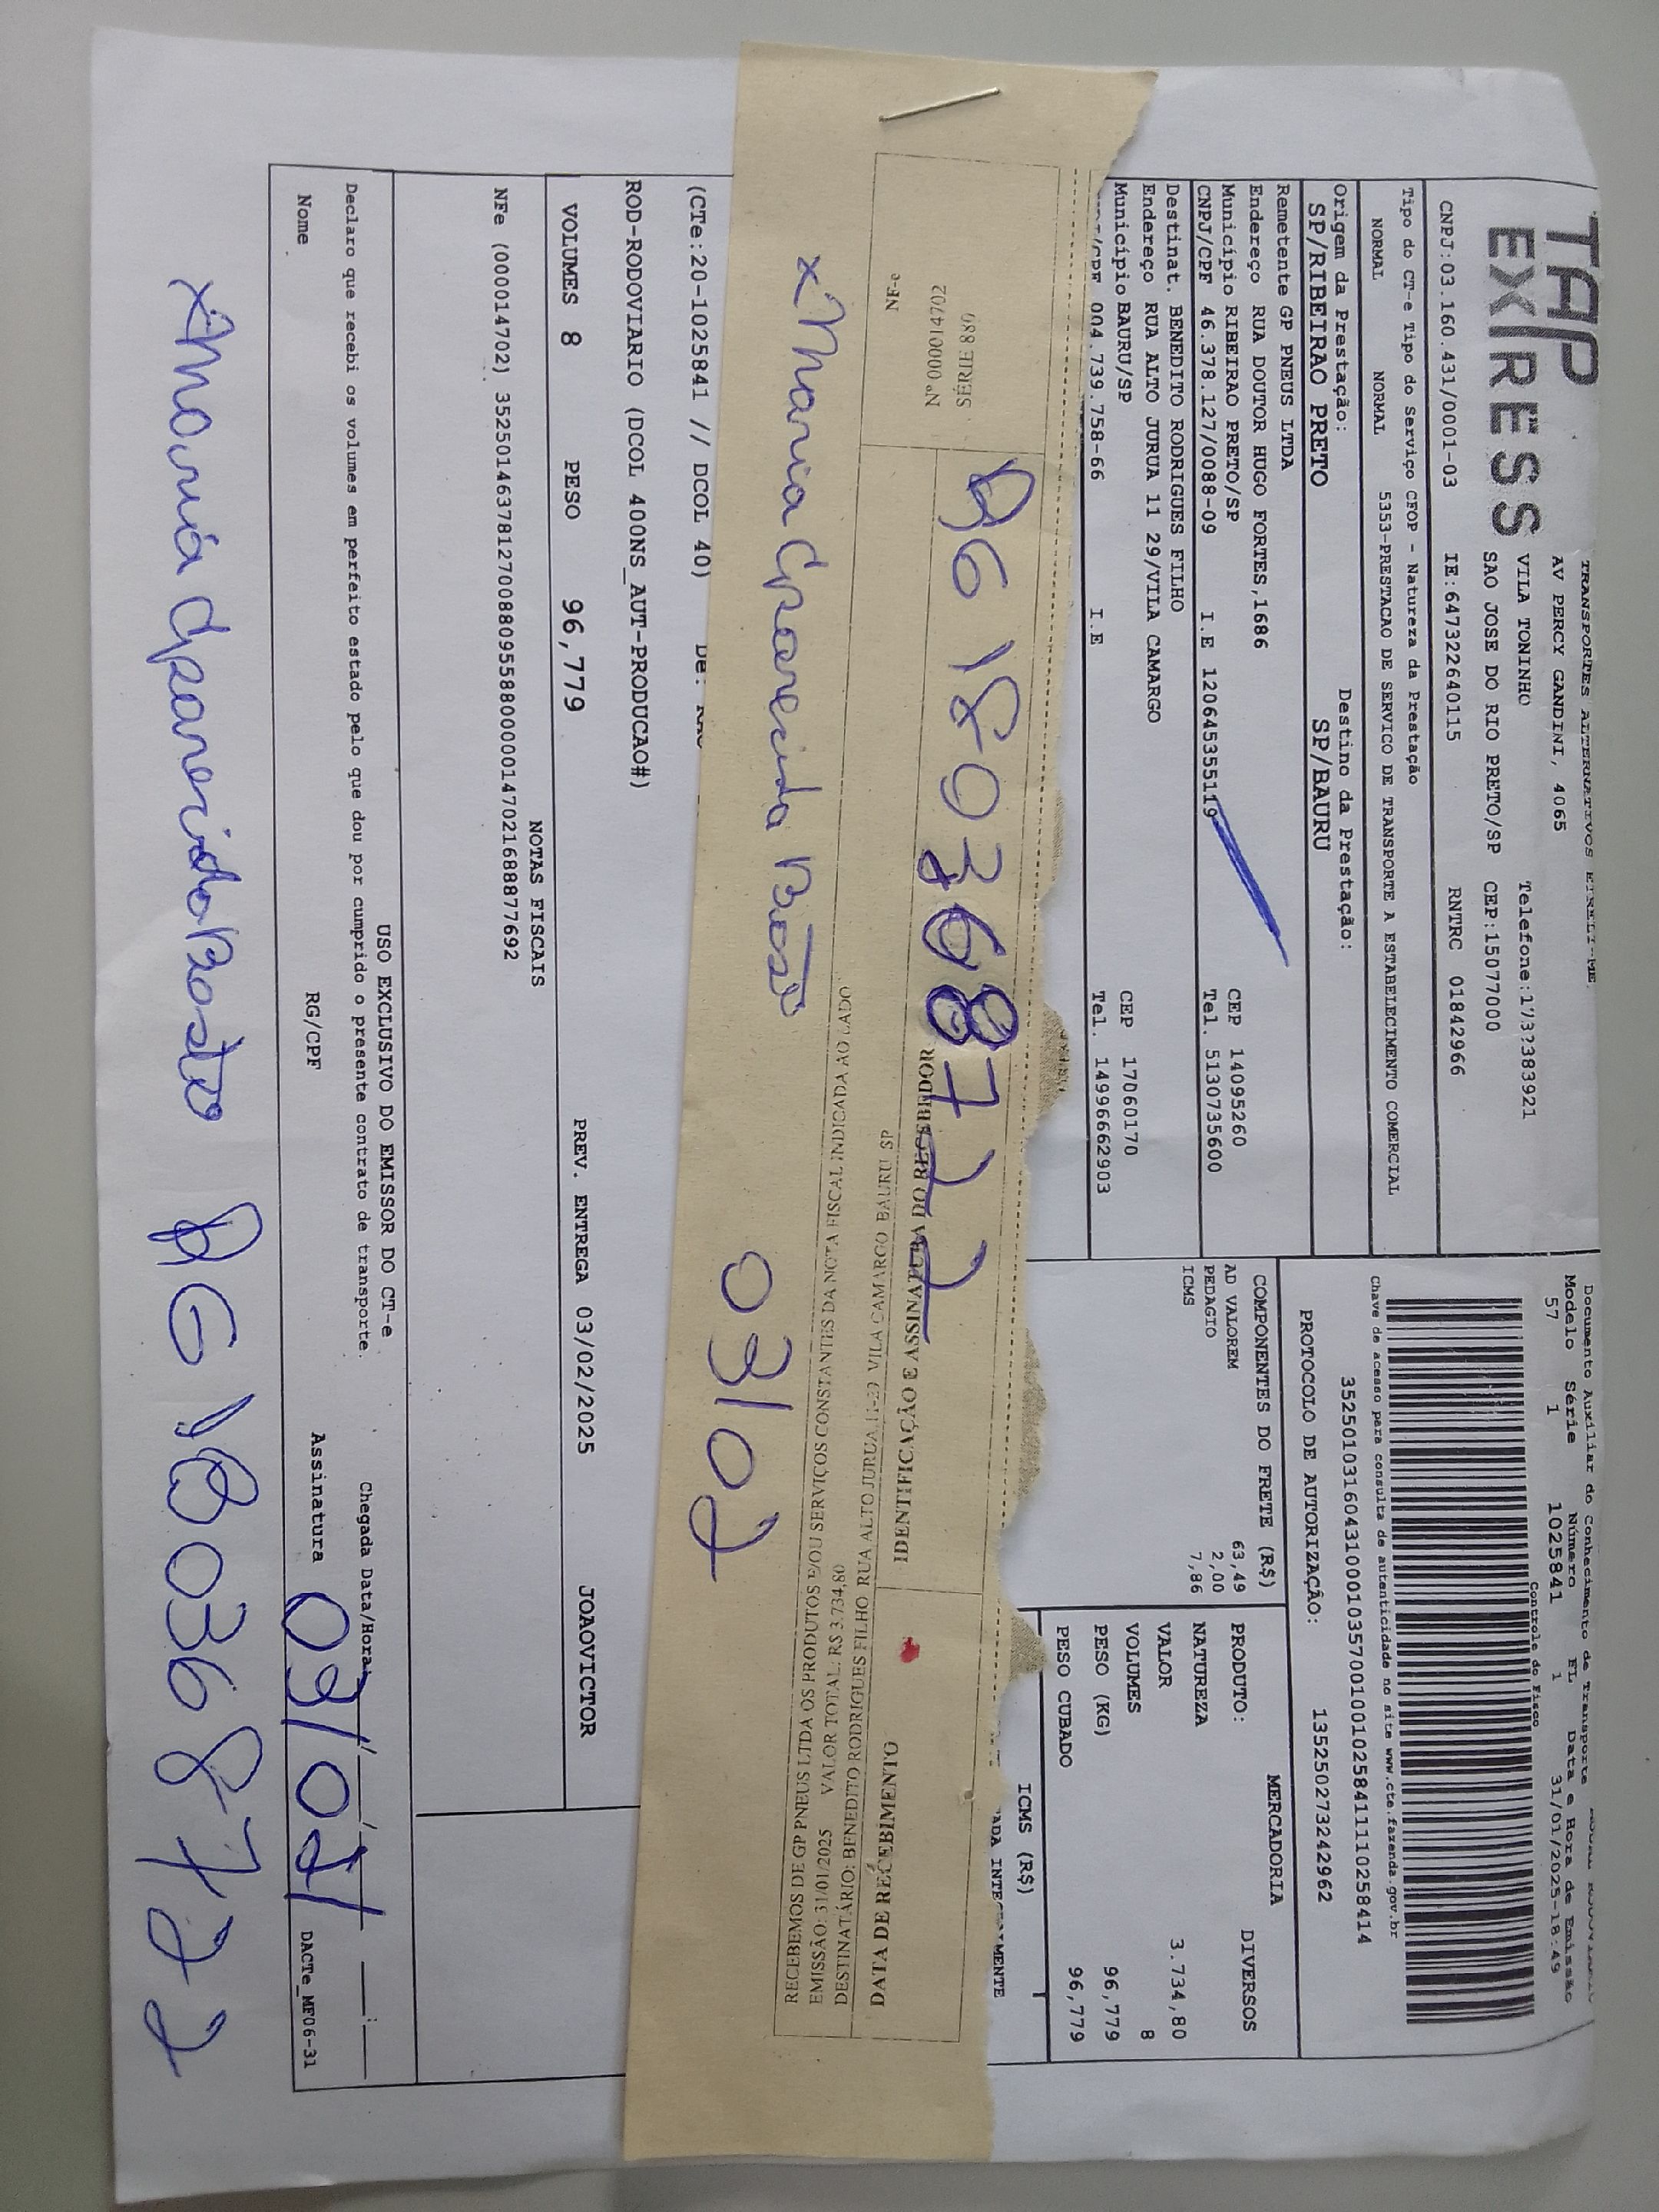 TAP
EXPRESS
TRANSPORTES ALTERNATIVOS EIRELI-ME
AV PERCY GANDINI, 4065
VILA TONINHO
SAO JOSE DO RIO PRETO/SP CEP:15077000
CNPJ:03.160.431/0001-03 IE:647322640115 RNTRC 01842966
Tipo do CT-e Tipo do Serviço CFOP - Natureza da Prestação
NORMAL NORMAL 5353-PRESTACAO DE SERVICO DE TRANSPORTE A ESTABELECIMENTO COMERCIAL
Origem da Prestação: Destino da Prestação:
SP/RIBEIRAO PRETO SP/BAURU
Remetente GP PNEUS LTDA
Endereço RUA DOUTOR HUGO FORTES,1686
Município RIBEIRAO PRETO/SP CEP 14095260
CNPJ/CPF 46.378.127/0088-09 I.E 120645355119 Tel. 5130735600
Destinat. BENEDITO RODRIGUES FILHO
Endereço RUA ALTO JURUA 11 29/VILA CAMARGO
Município BAURU/SP CEP 17060170
004.739.758-66 I.E Tel. 14996662903
Documento Auxiliar do Conhecimento de Transporte
Modelo Série Número FL Data e Hora de Emissão
57 1 1025841 1 31/01/2025-18:49
Controle do Fisco
Chave de acesso para consulta de autenticidade no site www.cte.fazenda.gov.br
35250103160431000103570010010258411110258414
PROTOCOLO DE AUTORIZAÇÃO: 135250273242962
COMPONENTES DO FRETE (R$)
AD VALOREM 63,49
PEDAGIO 2,00
ICMS 7,86
MERCADORIA
PRODUTO: DIVERSOS
NATUREZA
VALOR 3.734,80
VOLUMES 8
PESO (KG) 96,779
PESO CUBADO 96,779
ICMS (R$)
NF-e
Nº 000014702
SÉRIE 880
RG 18036872 2
IDENTIFICAÇÃO E ASSINATURA DO RECEBEDOR
DATA DE RECEBIMENTO
DESTINATÁRIO: BENEDITO RODRIGUES FILHO RUA ALTO JURUA, 11-29 VILA CAMARGO BAURU SP
EMISSÃO: 31/01/2025 VALOR TOTAL: R$ 3.734,80
RECEBEMOS DE GP PNEUS LTDA OS PRODUTOS E/OU SERVIÇOS CONSTANTES DA NOTA FISCAL INDICADA AO LADO.
x Maria Aparecida
03/02
(CTe:20-1025841 // DCOL 40) De:
ROD-RODOVIARIO (DCOL 400NS_AUT-PRODUCAO#)
VOLUMES 8 PESO 96,779 PREV. ENTREGA 03/02/2025 JOAOVICTOR
NOTAS FISCAIS
NFe (000014702) 35250146378127008809558800000147021688877692
USO EXCLUSIVO DO EMISSOR DO CT-e
Declaro que recebi os volumes em perfeito estado pelo que dou por cumprido o presente contrato de transporte. Chegada Data/Hora:
Nome RG/CPF Assinatura 03/02/ DACTe_MF06-31
x Maria Aparecida RG 18036872 2